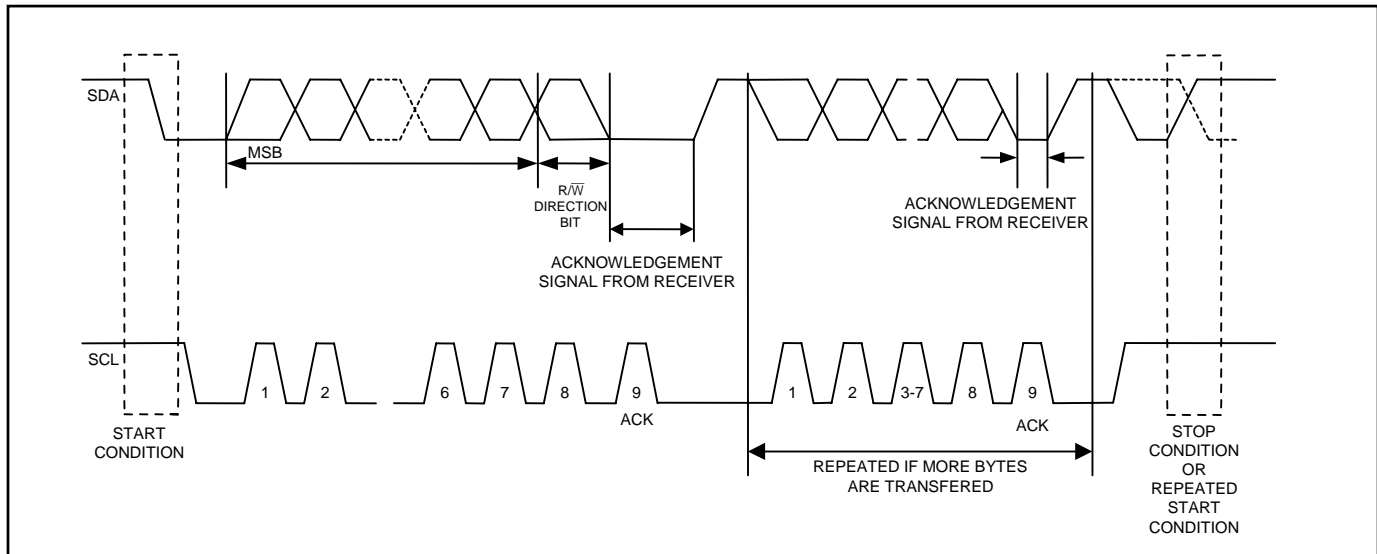 SDA
MSB
R/W̅
DIRECTION
BIT
ACKNOWLEDGEMENT
SIGNAL FROM RECEIVER
ACKNOWLEDGEMENT
SIGNAL FROM RECEIVER
SCL
1 2 6 7 8 9 1 2 3-7 8 9
ACK ACK
START
CONDITION
REPEATED IF MORE BYTES
ARE TRANSFERED
STOP
CONDITION
OR
REPEATED
START
CONDITION